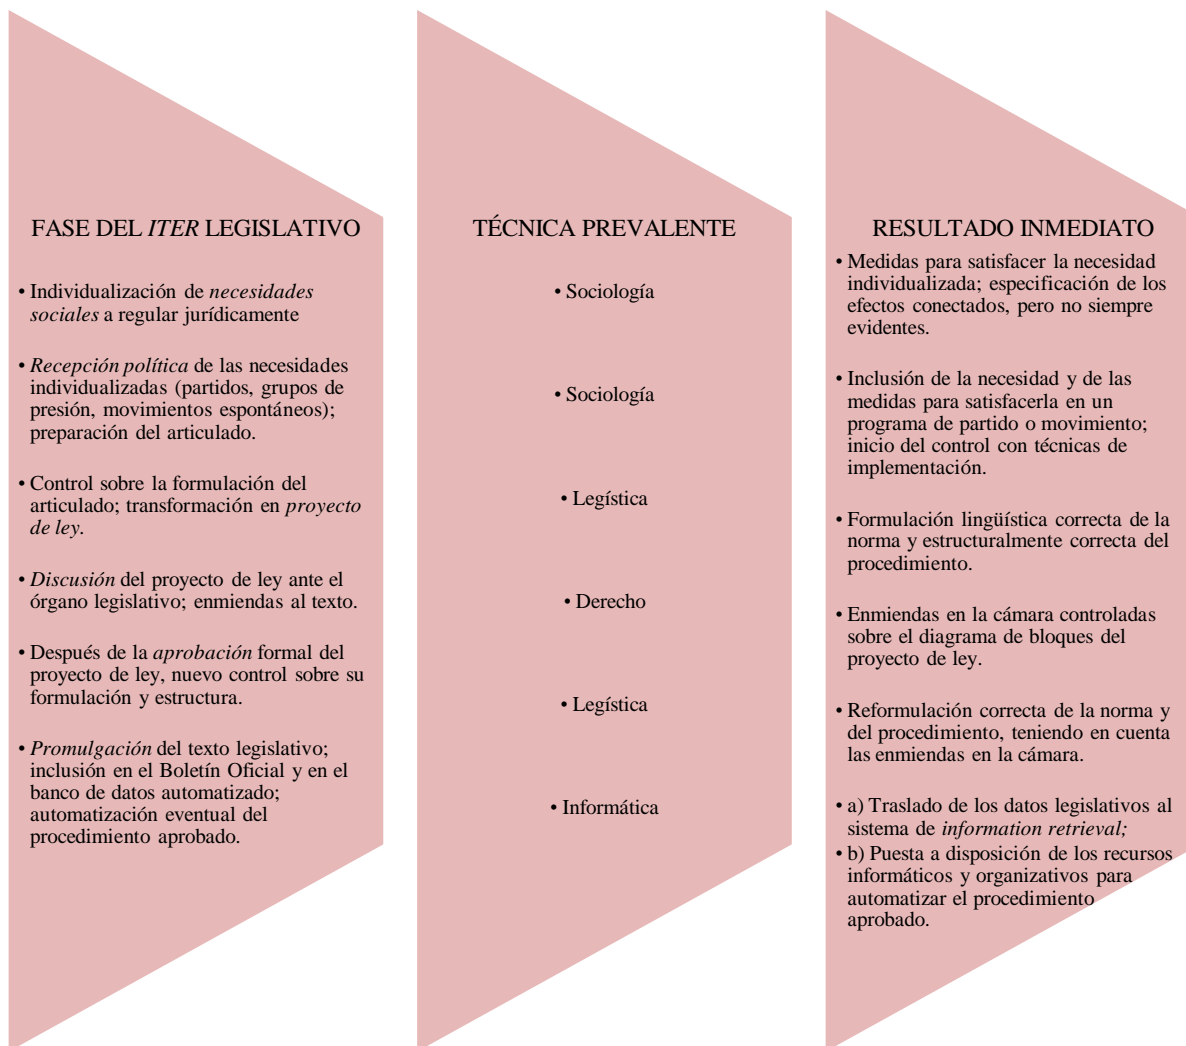 FASE DEL ITER LEGISLATIVO
• Individualización de necesidades
sociales a regular jurídicamente
• Recepción política de las necesidades
individualizadas (partidos, grupos de
presión, movimientos espontáneos);
preparación del articulado.
• Control sobre la formulación del
articulado; transformación en proyecto
de ley.
• Discusión del proyecto de ley ante el
órgano legislativo; enmiendas al texto.
• Después de la aprobación formal del
proyecto de ley, nuevo control sobre su
formulación y estructura.
• Promulgación del texto legislativo;
inclusión en el Boletín Oficial y en el
banco de datos automatizado;
automatización eventual del
procedimiento aprobado.
TÉCNICA PREVALENTE
• Sociología
• Sociología
• Legística
• Derecho
• Legística
• Informática
RESULTADO INMEDIATO
• Medidas para satisfacer la necesidad
individualizada; especificación de los
efectos conectados, pero no siempre
evidentes.
• Inclusión de la necesidad y de las
medidas para satisfacerla en un
programa de partido o movimiento;
inicio del control con técnicas de
implementación.
• Formulación lingüística correcta de la
norma y estructuralmente correcta del
procedimiento.
• Enmiendas en la cámara controladas
sobre el diagrama de bloques del
proyecto de ley.
• Reformulación correcta de la norma y
del procedimiento, teniendo en cuenta
las enmiendas en la cámara.
• a) Traslado de los datos legislativos al
sistema de information retrieval;
• b) Puesta a disposición de los recursos
informáticos y organizativos para
automatizar el procedimiento
aprobado.